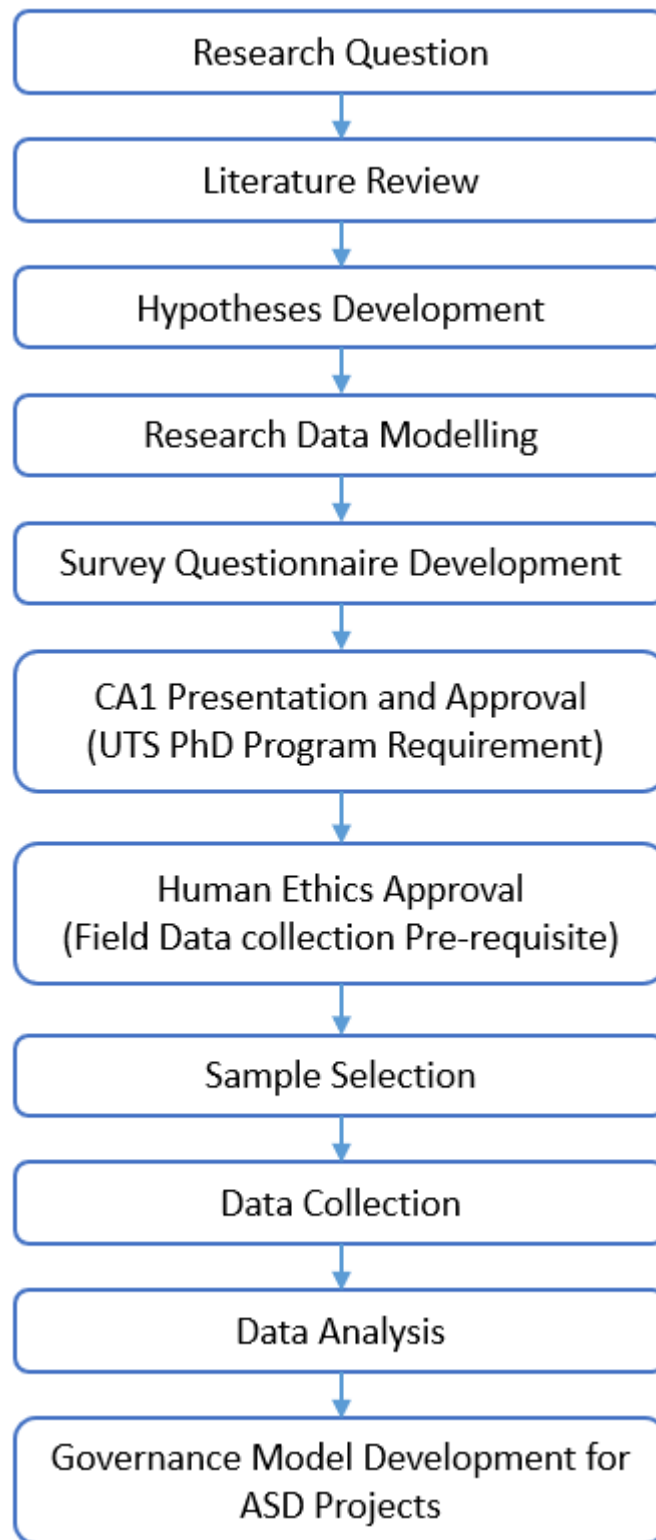 Research Question
Literature Review
Hypotheses Development
Research Data Modelling
Survey Questionnaire Development
CA1 Presentation and Approval
(UTS PhD Program Requirement)
Human Ethics Approval
(Field Data collection Pre-requisite)
Sample Selection
Data Collection
Data Analysis
Governance Model Development for
ASD Projects